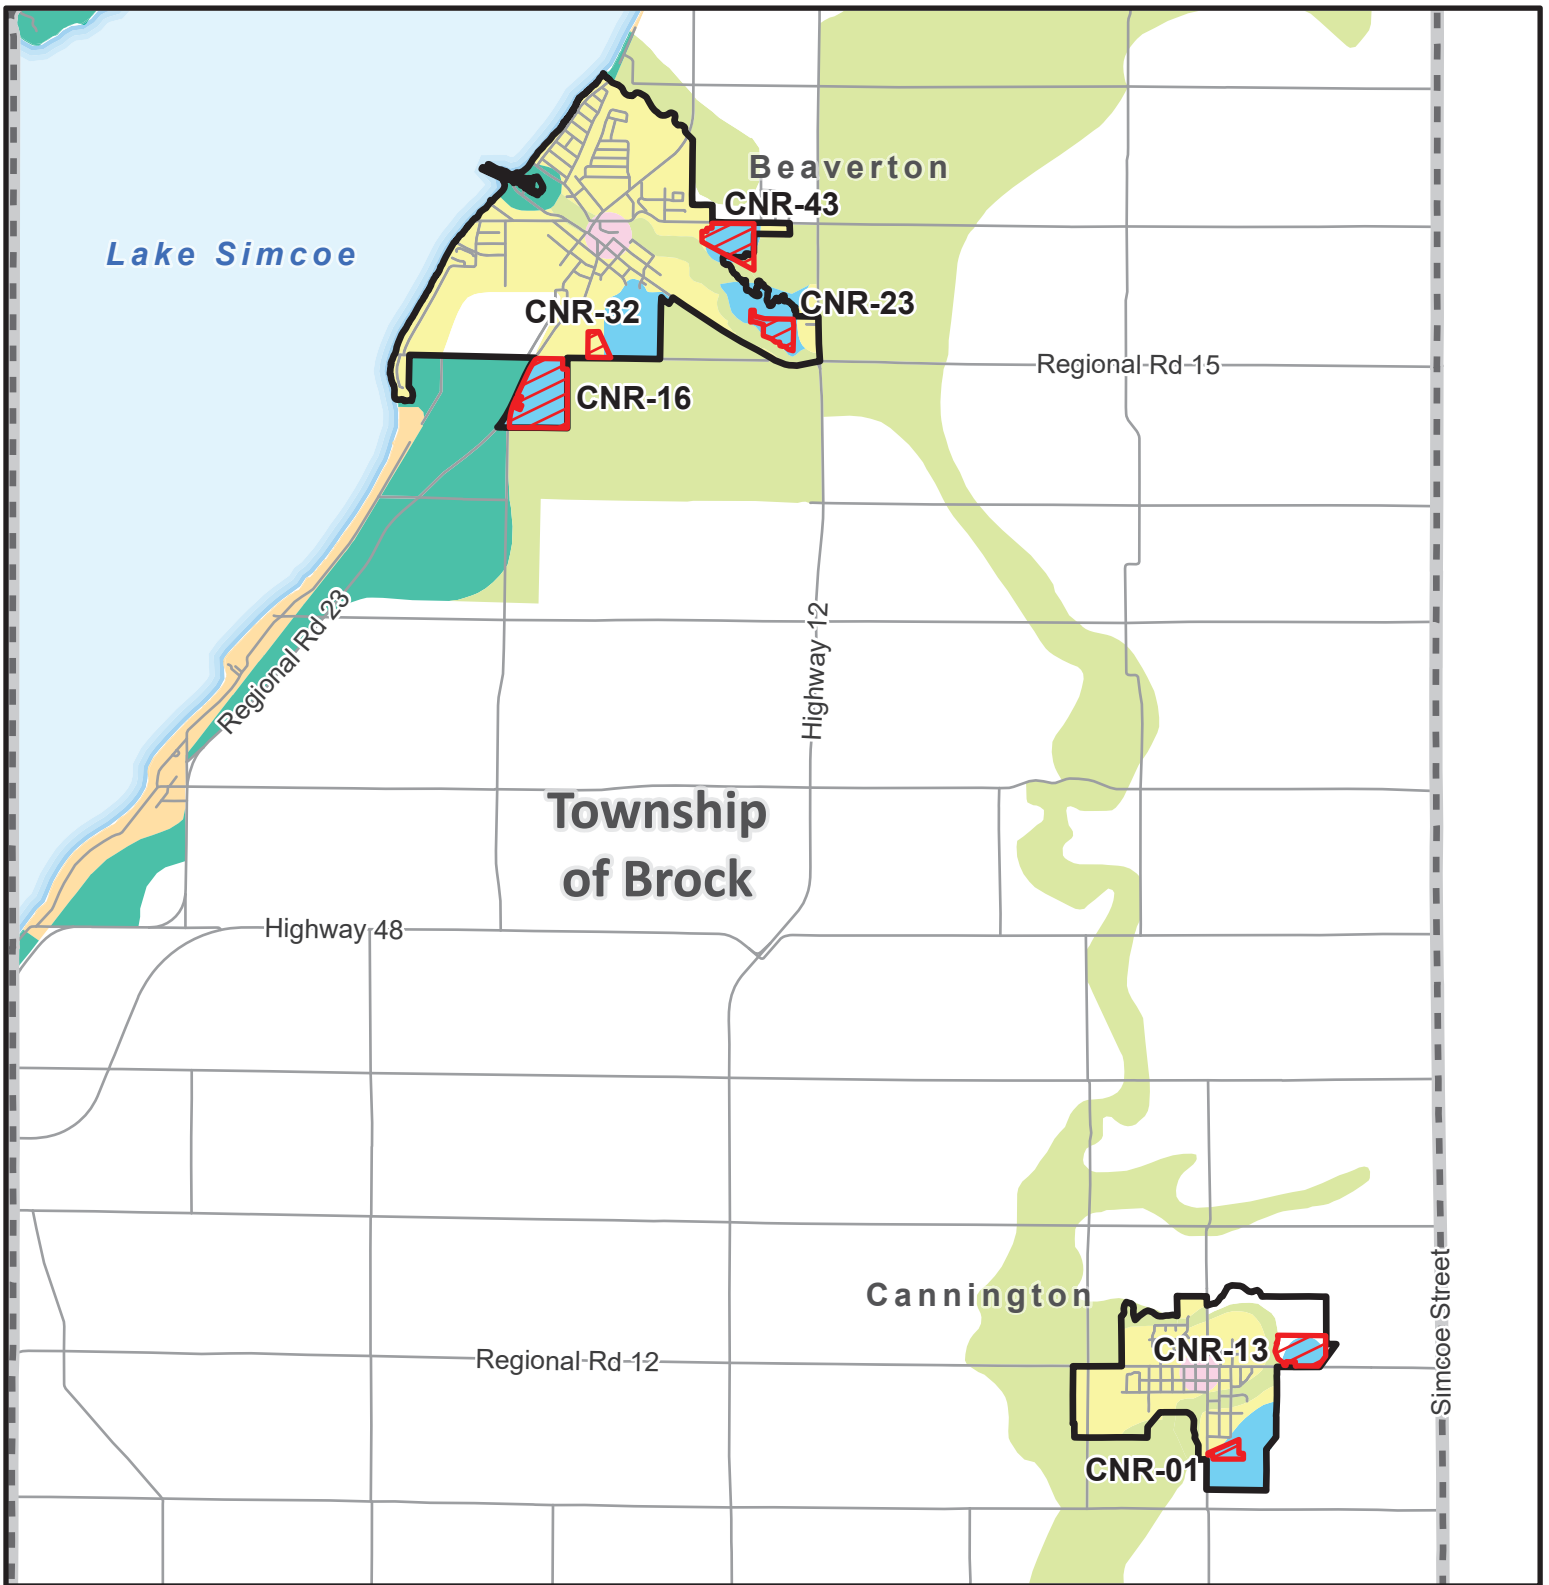 Beaverton
CNR-43
Lake Simcoe
CNR-23
CNR-32
Regional Rd 15
CNR-16
Regional Rd 23
Highway 12
Township
of Brock
Highway 48
Cannington
Simcoe Street
CNR-13
Regional Rd 12
CNR-01